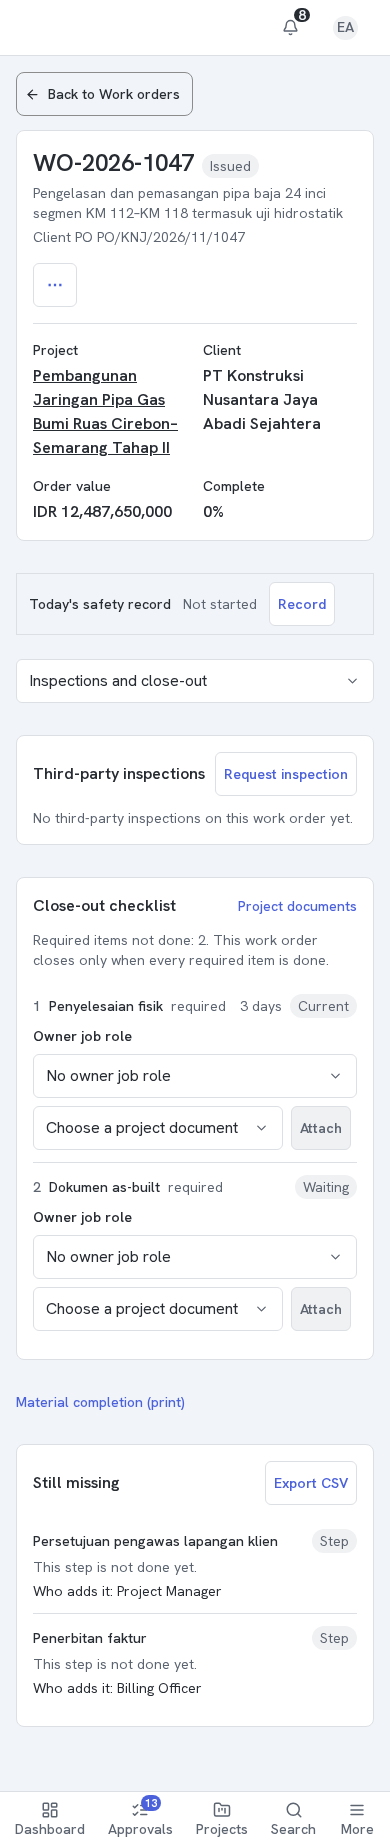 8
EA
Back to Work orders
WO-2026-1047 Issued
Pengelasan dan pemasangan pipa baja 24 inci
segmen KM 112–KM 118 termasuk uji hidrostatik
Client PO PO/KNJ/2026/11/1047
Project
Pembangunan
Jaringan Pipa Gas
Bumi Ruas Cirebon–
Semarang Tahap II
Client
PT Konstruksi
Nusantara Jaya
Abadi Sejahtera
Order value
IDR 12,487,650,000
Complete
0%
Today's safety record Not started Record
Inspections and close-out
Third-party inspections Request inspection
No third-party inspections on this work order yet.
Close-out checklist Project documents
Required items not done: 2. This work order
closes only when every required item is done.
1 Penyelesaian fisik required 3 days Current
Owner job role
No owner job role
Choose a project document Attach
2 Dokumen as-built required Waiting
Owner job role
No owner job role
Choose a project document Attach
Material completion (print)
Still missing Export CSV
Persetujuan pengawas lapangan klien Step
This step is not done yet.
Who adds it: Project Manager
Penerbitan faktur Step
This step is not done yet.
Who adds it: Billing Officer
13
Dashboard Approvals Projects Search More